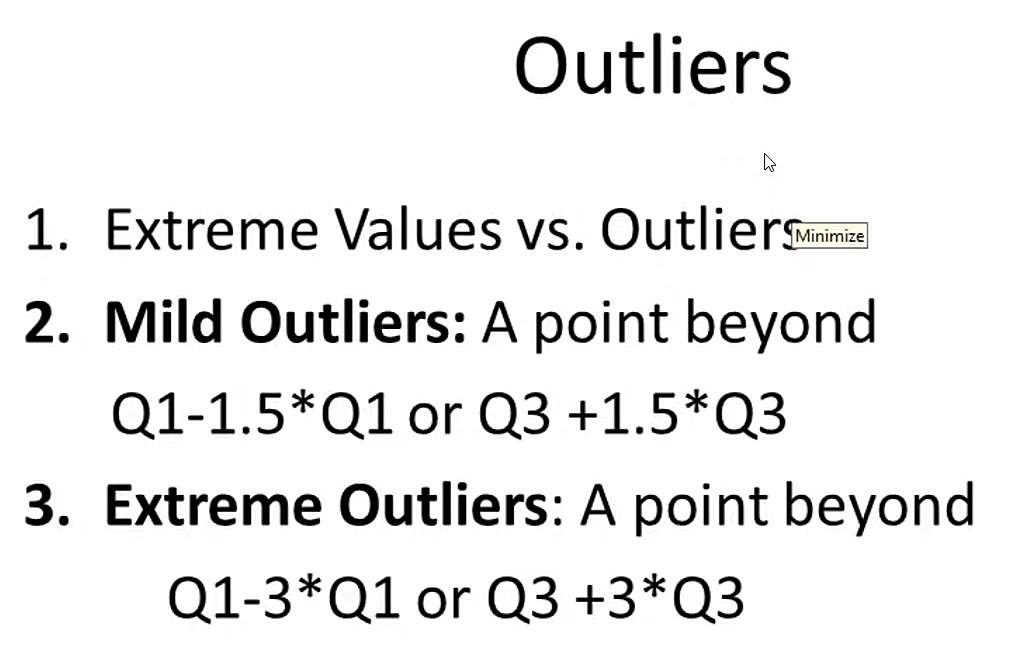 Outliers
1. Extreme Values vs. Outliers
Minimize
2. Mild Outliers: A point beyond
Q1-1.5*Q1 or Q3 +1.5*Q3
3. Extreme Outliers: A point beyond
Q1-3*Q1 or Q3 +3*Q3